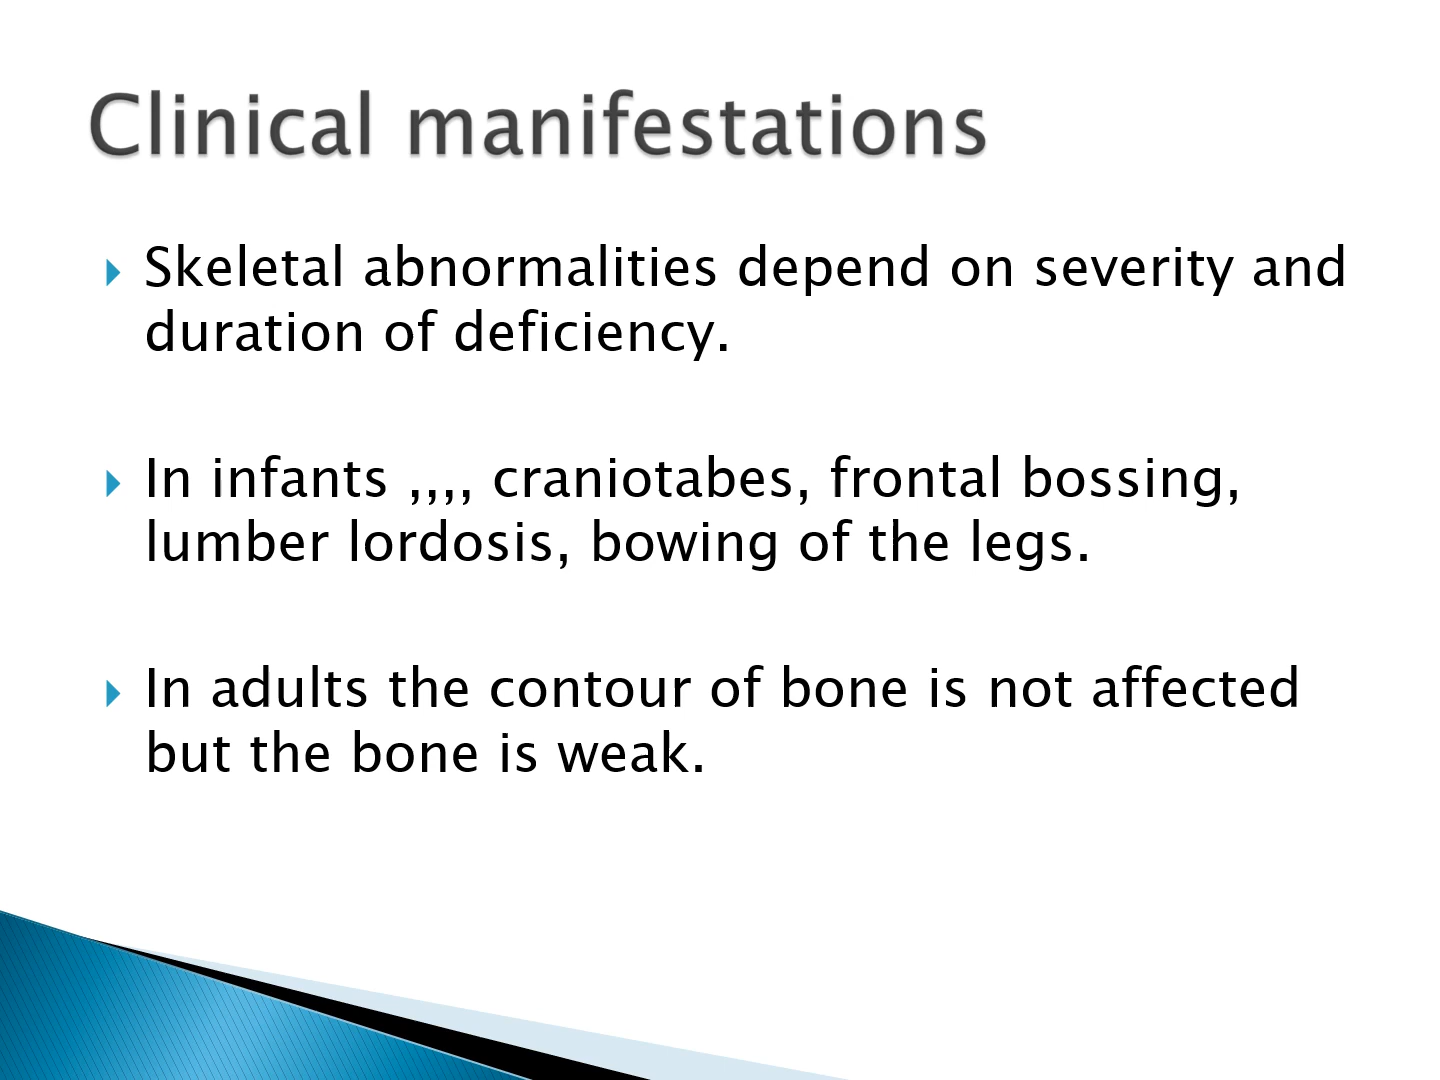 Clinical manifestations
Skeletal abnormalities depend on severity and
duration of deficiency.
In infants ,,,, craniotabes, frontal bossing,
lumber lordosis, bowing of the legs.
In adults the contour of bone is not affected
but the bone is weak.